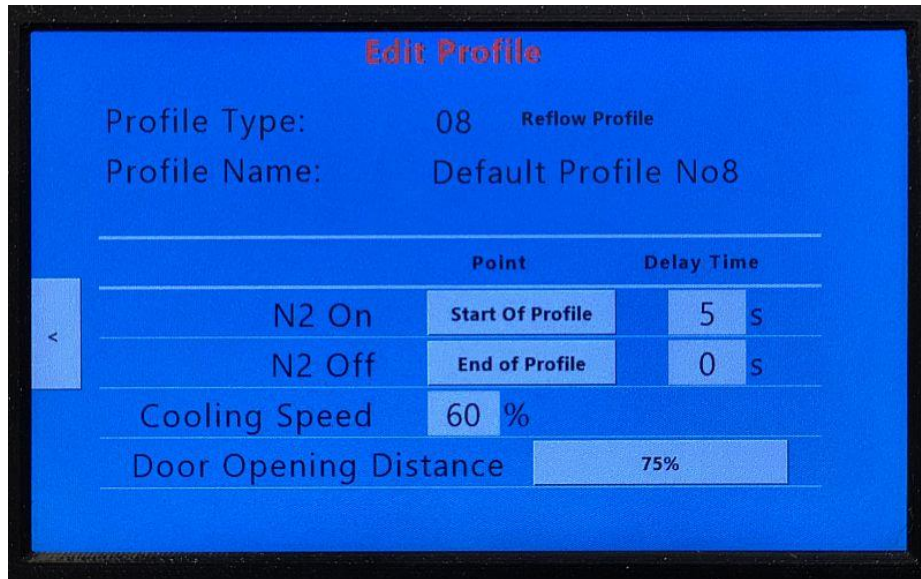 Edit Profile
Profile Type: 08 Reflow Profile
Profile Name: Default Profile No8
Point Delay Time
N2 On Start Of Profile 5 s
< N2 Off End of Profile 0 s
Cooling Speed 60 %
Door Opening Distance 75%